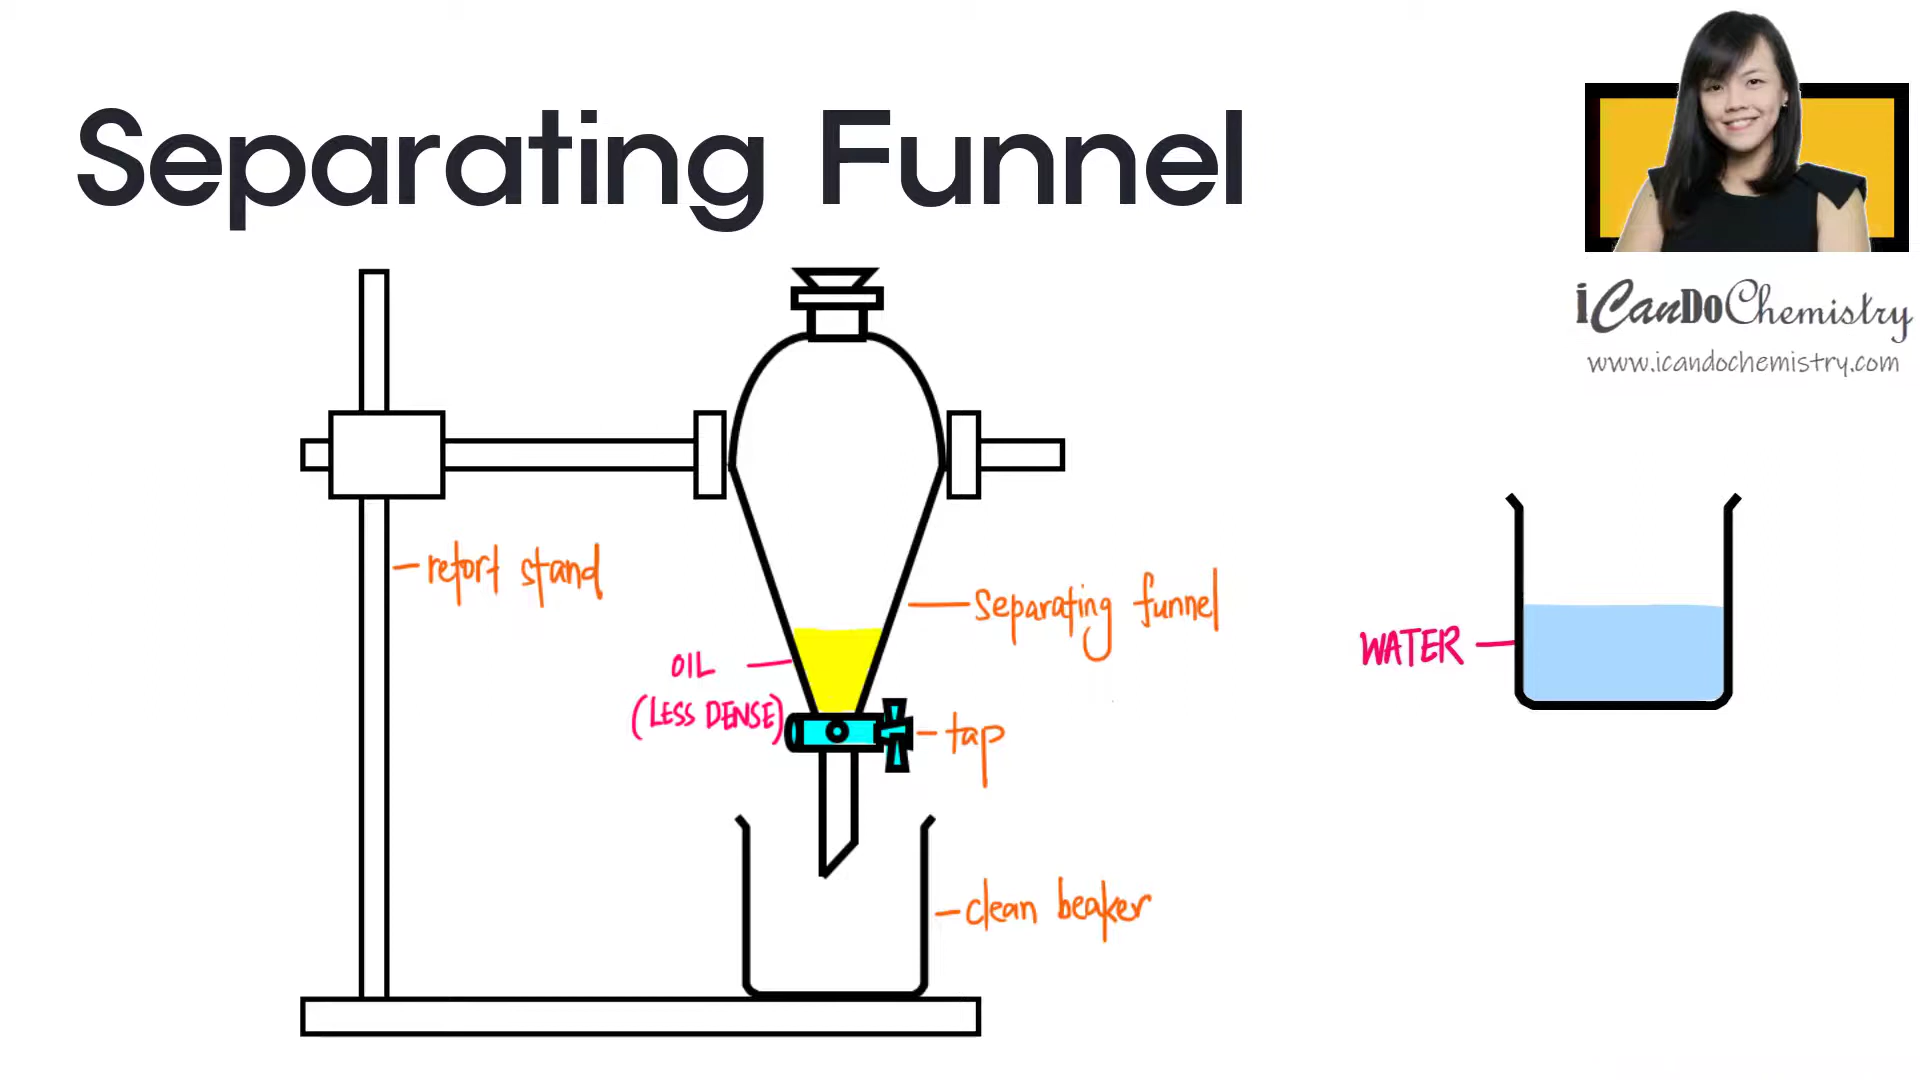 Separating Funnel
iCanDoChemistry
www.icandochemistry.com
retort stand
separating funnel
WATER
OIL
(LESS DENSE)
tap
clean beaker